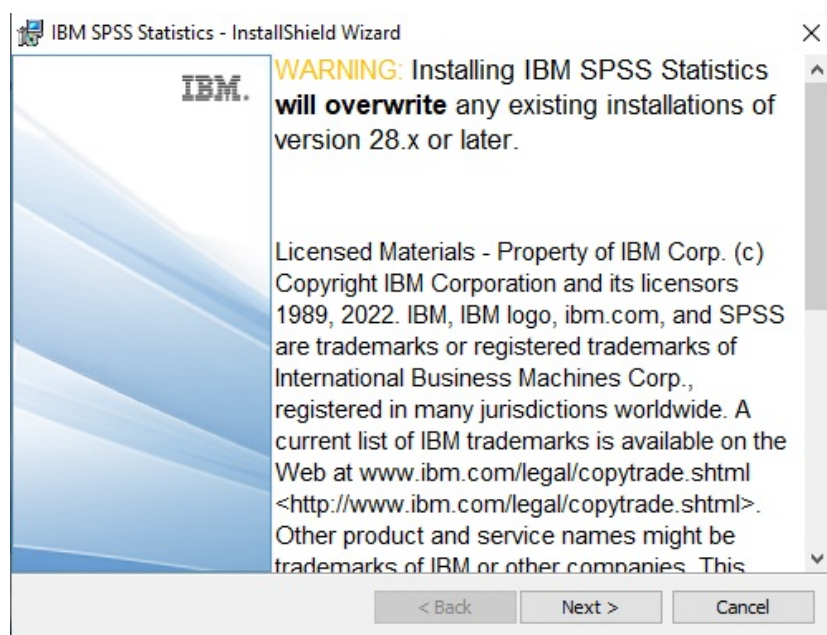 IBM SPSS Statistics - InstallShield Wizard
IBM.
WARNING: Installing IBM SPSS Statistics
will overwrite any existing installations of
version 28.x or later.
Licensed Materials - Property of IBM Corp. (c)
Copyright IBM Corporation and its licensors
1989, 2022. IBM, IBM logo, ibm.com, and SPSS
are trademarks or registered trademarks of
International Business Machines Corp.,
registered in many jurisdictions worldwide. A
current list of IBM trademarks is available on the
Web at www.ibm.com/legal/copytrade.shtml
<http://www.ibm.com/legal/copytrade.shtml>.
Other product and service names might be
trademarks of IBM or other companies. This
< Back
Next >
Cancel